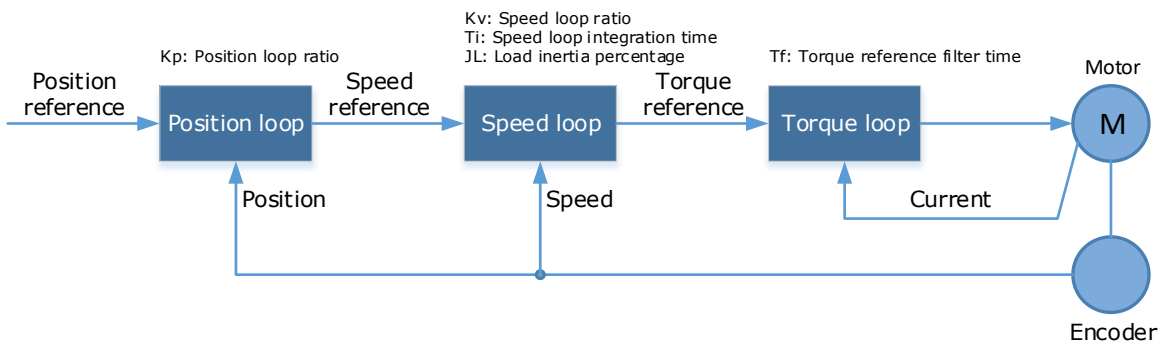 Kv: Speed loop ratio
Ti: Speed loop integration time
Kp: Position loop ratio
JL: Load inertia percentage
Tf: Torque reference filter time
Position
reference
Speed
reference
Torque
reference
Motor
Position loop
Speed loop
Torque loop
M
Position
Speed
Current
Encoder